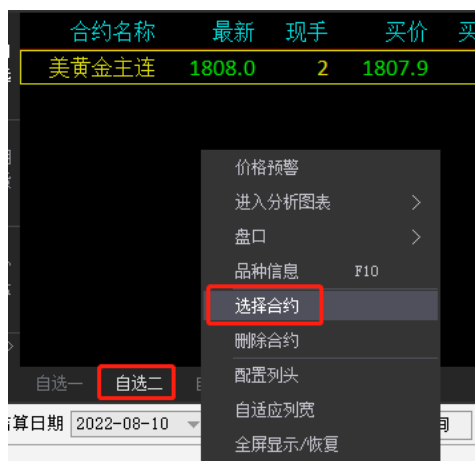 合约名称 最新 现手 买价 买
美黄金主连 1808.0 2 1807.9
价格预警
进入分析图表
盘口
品种信息 F10
选择合约
删除合约
自选一 自选二
配置列头
自适应列宽
算日期 2022-08-10 间
全屏显示/恢复